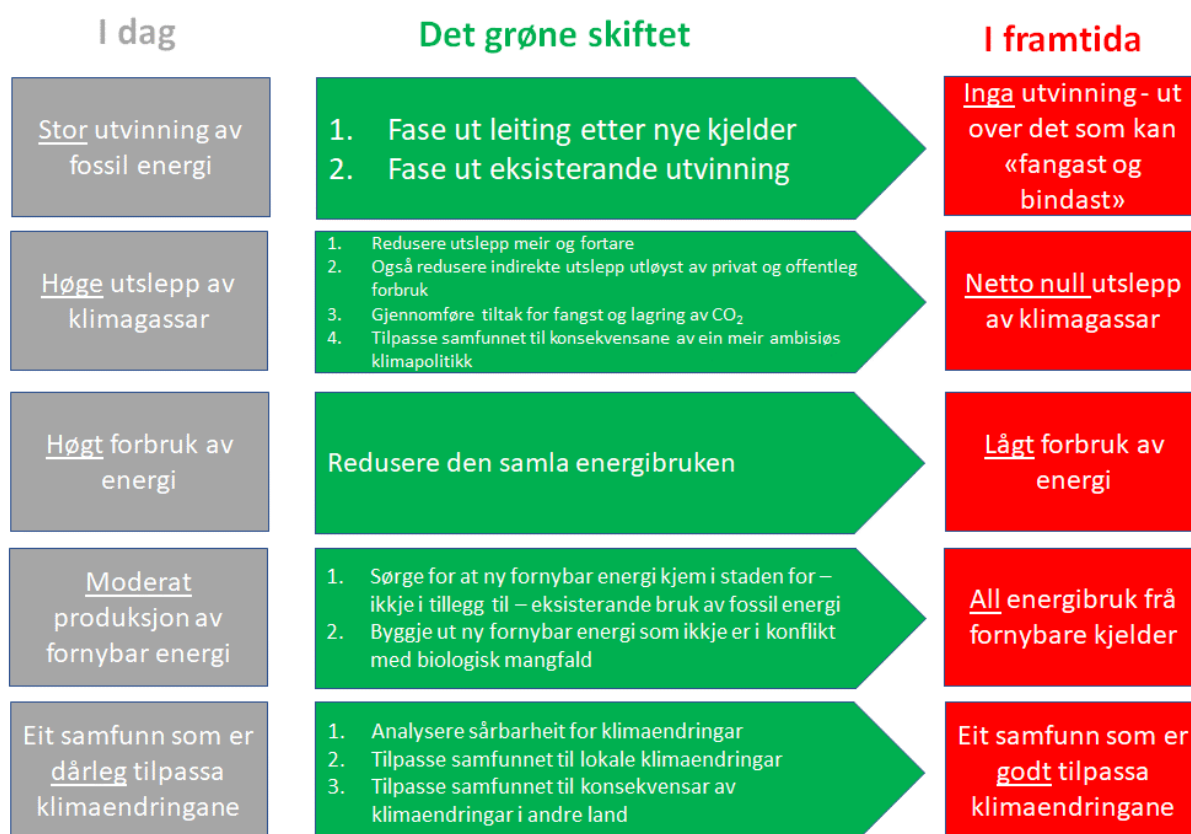 I dag
Det grøne skiftet
I framtida
Stor utvinning av
fossil energi
1. Fase ut leiting etter nye kjelder
2. Fase ut eksisterande utvinning
Inga utvinning - ut
over det som kan
«fangast og
bindast»
Høge utslepp av
klimagassar
1. Redusere utslepp meir og fortare
2. Også redusere indirekte utslepp utløyst av privat og offentleg
forbruk
3. Gjennomføre tiltak for fangst og lagring av CO₂
4. Tilpasse samfunnet til konsekvensane av ein meir ambisiøs
klimapolitikk
Netto null utslepp
av klimagassar
Høgt forbruk av
energi
Redusere den samla energibruken
Lågt forbruk av
energi
Moderat
produksjon av
fornybar energi
1. Sørge for at ny fornybar energi kjem i staden for –
ikkje i tillegg til – eksisterande bruk av fossil energi
2. Byggje ut ny fornybar energi som ikkje er i konflikt
med biologisk mangfald
All energibruk frå
fornybare kjelder
Eit samfunn som er
dårleg tilpassa
klimaendringane
1. Analysere sårbarheit for klimaendringar
2. Tilpasse samfunnet til lokale klimaendringar
3. Tilpasse samfunnet til konsekvensar av
klimaendringar i andre land
Eit samfunn som er
godt tilpassa
klimaendringane